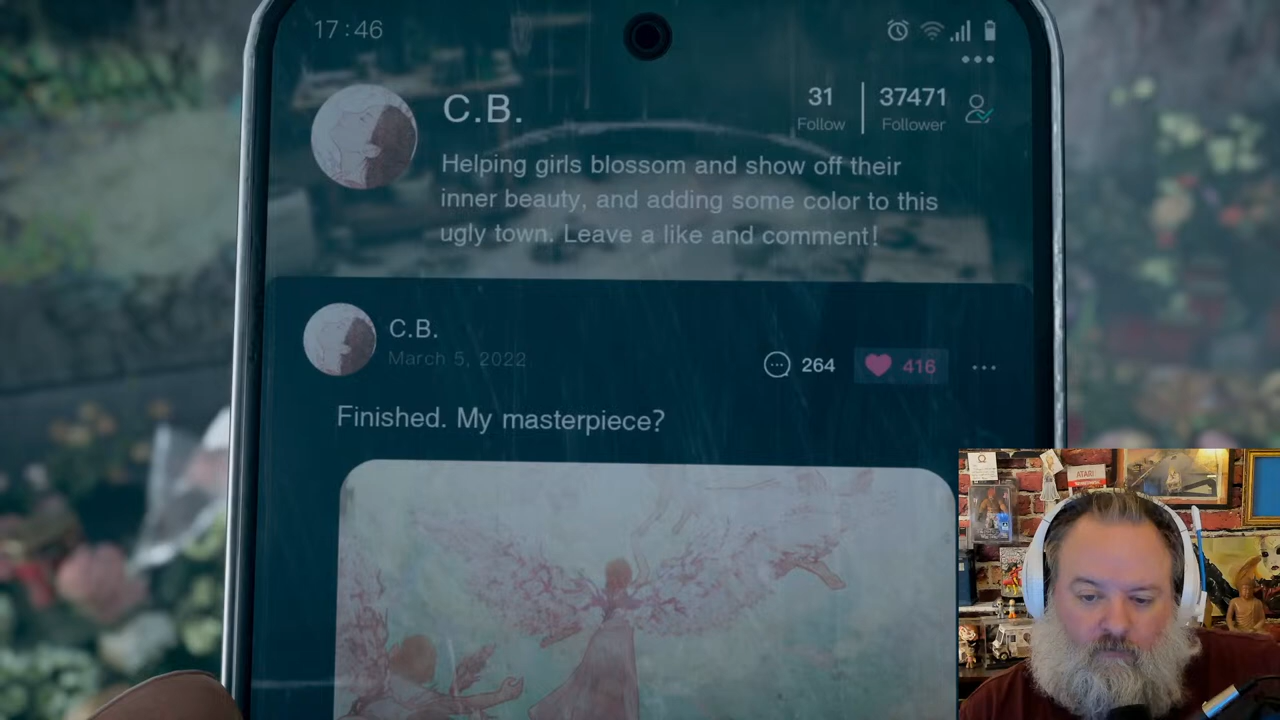 17:46
C.B.
31
Follow
37471
Follower
Helping girls blossom and show off their
inner beauty, and adding some color to this
ugly town. Leave a like and comment!
C.B.
March 5, 2022
264
416
Finished. My masterpiece?
ATARI